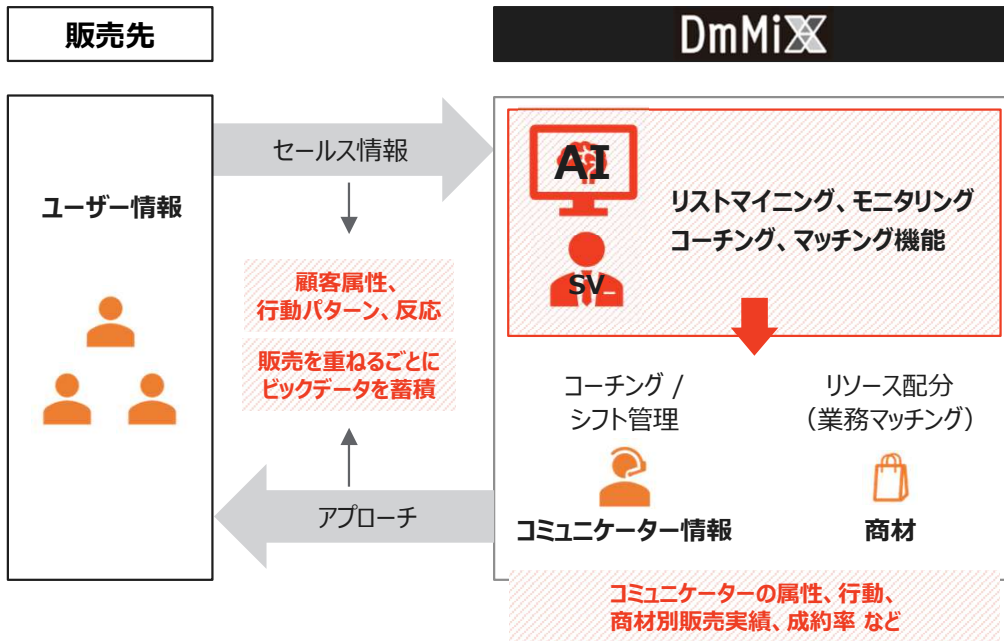 販売先
DmMiX
ユーザー情報
セールス情報
顧客属性、
行動パターン、反応
販売を重ねるごとに
ビックデータを蓄積
アプローチ
AI
SV
リストマイニング、モニタリング
コーチング、マッチング機能
コーチング /
シフト管理
コミュニケーター情報
リソース配分
（業務マッチング）
商材
コミュニケーターの属性、行動、
商材別販売実績、成約率 など